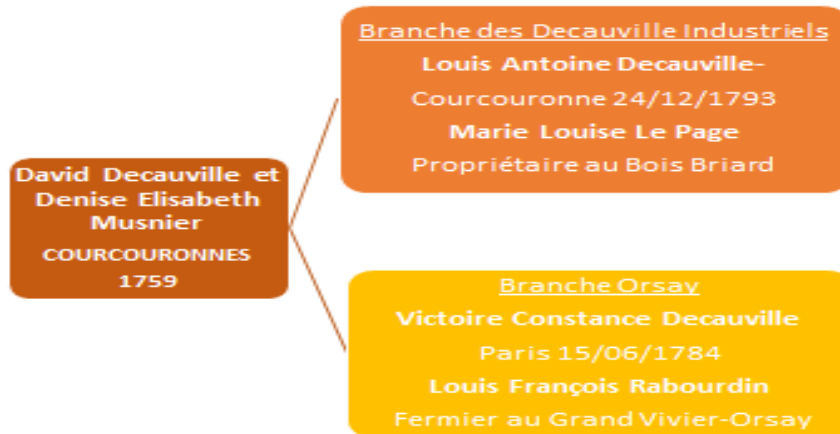 David Decauville et
Denise Elisabeth
Musnier
COURCOURONNES
1759
Branche des Decauville Industriels
Louis Antoine Decauville-
Courcouronne 24/12/1793
Marie Louise Le Page
Propriétaire au Bois Briard
Branche Orsay
Victoire Constance Decauville
Paris 15/06/1784
Louis François Rabourdin
Fermier au Grand Vivier-Orsay